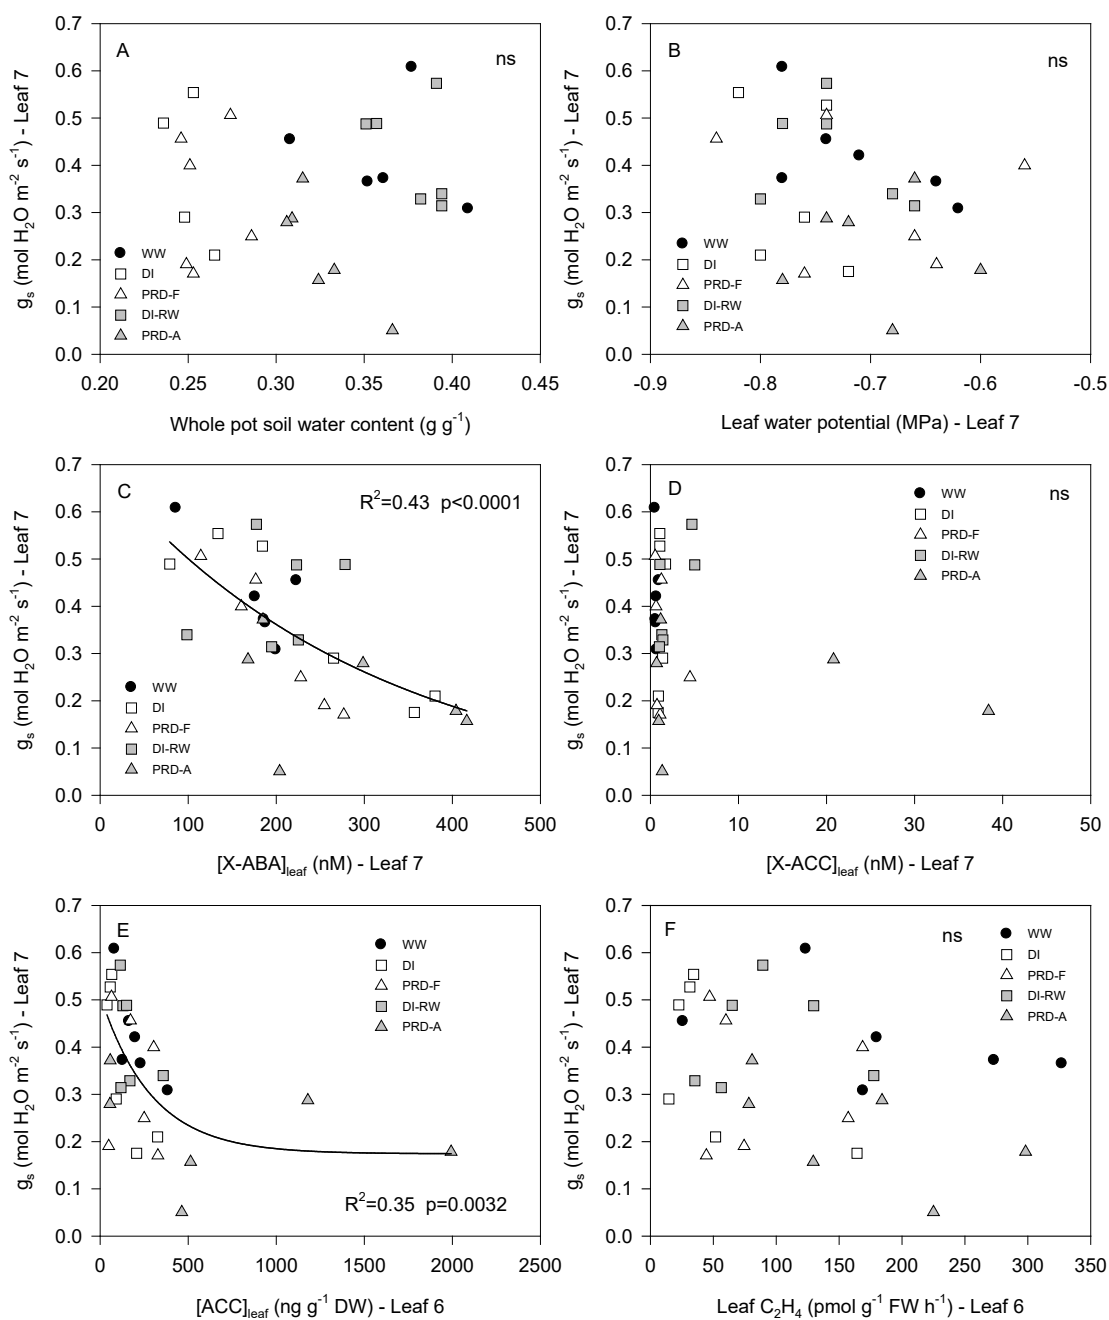 A
ns
0.7
0.6
0.5
0.4
0.3
0.2
0.1
0.0
g_s (mol H₂O m⁻² s⁻¹) - Leaf 7
WW
DI
PRD-F
DI-RW
PRD-A
0.20 0.25 0.30 0.35 0.40 0.45
Whole pot soil water content (g g⁻¹)
B
ns
0.7
0.6
0.5
0.4
0.3
0.2
0.1
0.0
g_s (mol H₂O m⁻² s⁻¹) - Leaf 7
WW
DI
PRD-F
DI-RW
PRD-A
-0.9 -0.8 -0.7 -0.6 -0.5
Leaf water potential (MPa) - Leaf 7
C
R²=0.43 p<0.0001
0.7
0.6
0.5
0.4
0.3
0.2
0.1
0.0
g_s (mol H₂O m⁻² s⁻¹) - Leaf 7
WW
DI
PRD-F
DI-RW
PRD-A
0 100 200 300 400 500
[X-ABA]leaf (nM) - Leaf 7
D
ns
0.7
0.6
0.5
0.4
0.3
0.2
0.1
0.0
g_s (mol H₂O m⁻² s⁻¹) - Leaf 7
WW
DI
PRD-F
DI-RW
PRD-A
0 10 20 30 40 50
[X-ACC]leaf (nM) - Leaf 7
E
0.7
0.6
0.5
0.4
0.3
0.2
0.1
0.0
g_s (mol H₂O m⁻² s⁻¹) - Leaf 7
WW
DI
PRD-F
DI-RW
PRD-A
R²=0.35 p=0.0032
0 500 1000 1500 2000 2500
[ACC]leaf (ng g⁻¹ DW) - Leaf 6
F
ns
0.7
0.6
0.5
0.4
0.3
0.2
0.1
0.0
g_s (mol H₂O m⁻² s⁻¹) - Leaf 7
WW
DI
PRD-F
DI-RW
PRD-A
0 50 100 150 200 250 300 350
Leaf C₂H₄ (pmol g⁻¹ FW h⁻¹) - Leaf 6